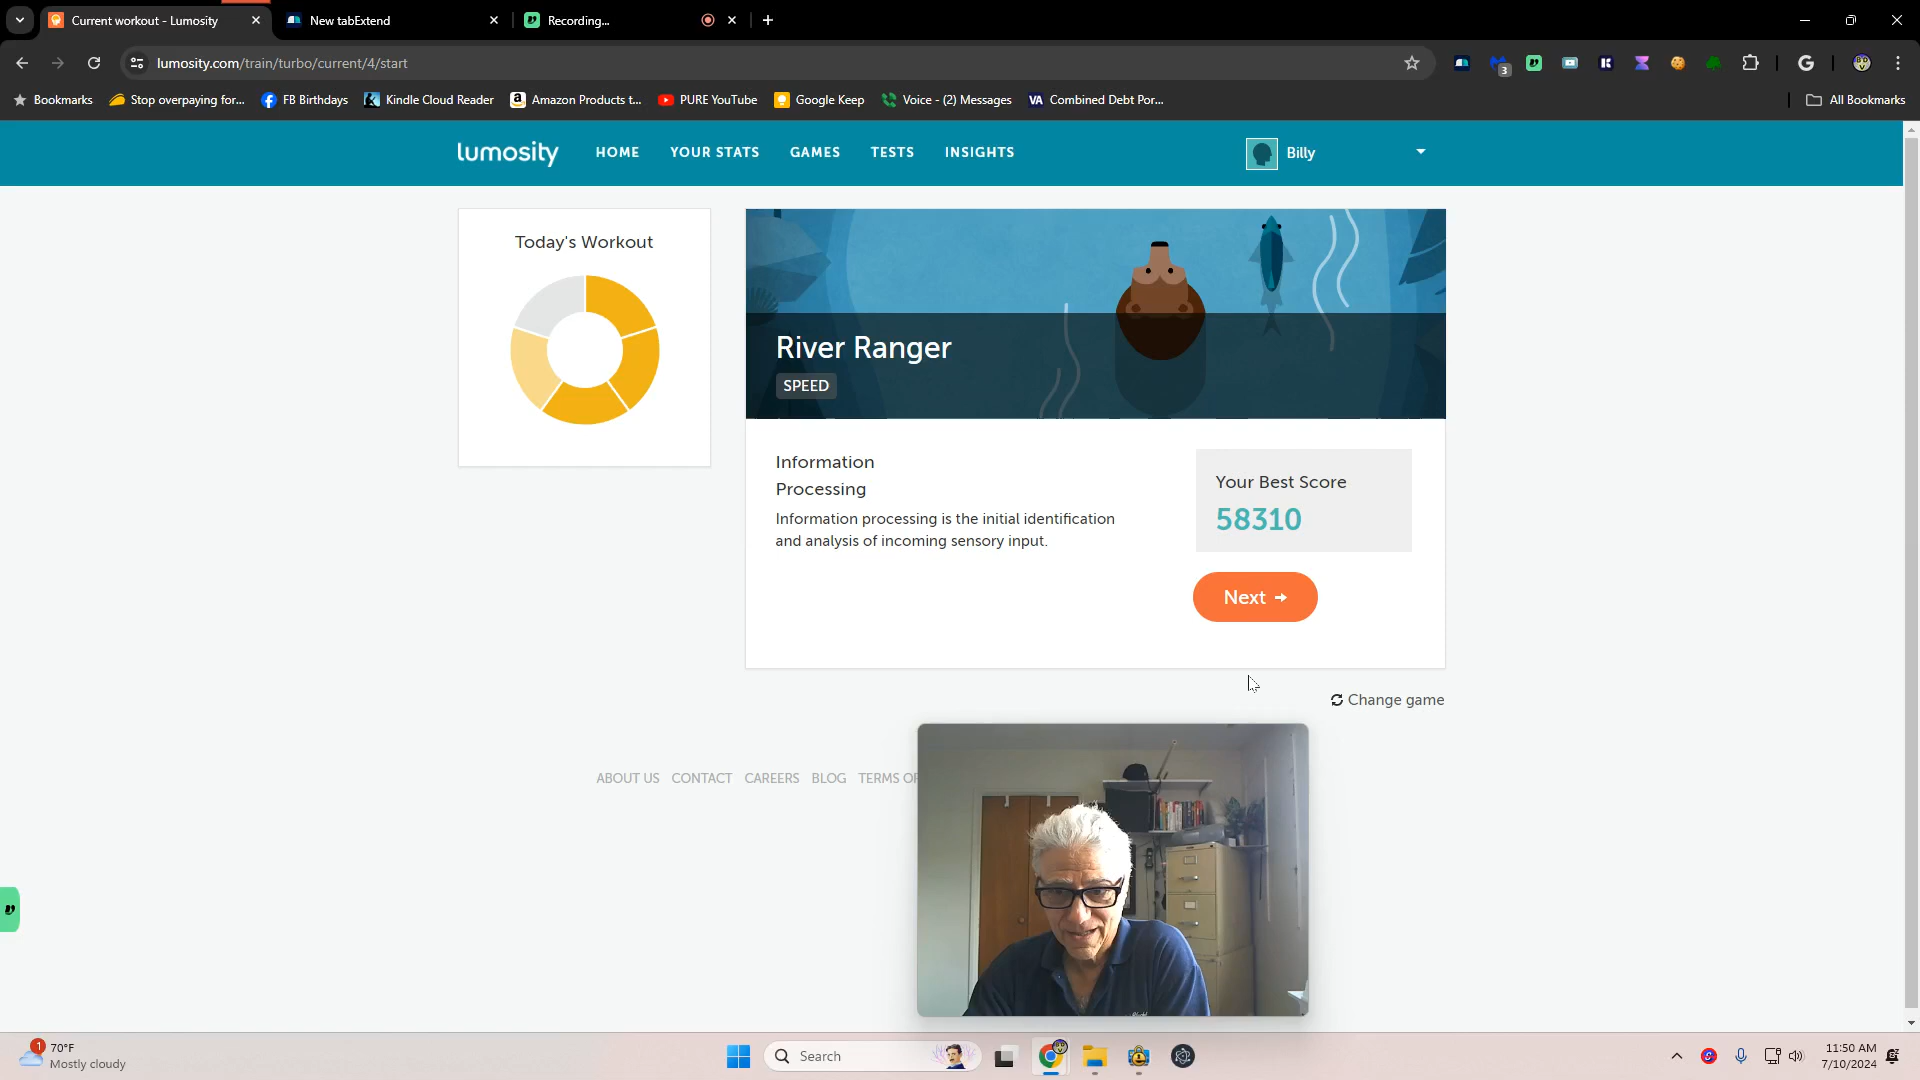 Current workout - Lumosity
New tabExtend
Recording...
lumosity.com/train/turbo/current/4/start
3
Bookmarks
Stop overpaying for...
FB Birthdays
Kindle Cloud Reader
Amazon Products t...
PURE YouTube
Google Keep
Voice - (2) Messages
VA Combined Debt Por...
All Bookmarks
lumosity
HOME
YOUR STATS
GAMES
TESTS
INSIGHTS
Billy
Today's Workout
River Ranger
SPEED
Information
Processing
Information processing is the initial identification
and analysis of incoming sensory input.
Your Best Score
58310
Next
Change game
ABOUT US
CONTACT
CAREERS
BLOG
TERMS OF
1
70°F
Mostly cloudy
Search
11:50 AM
7/10/2024